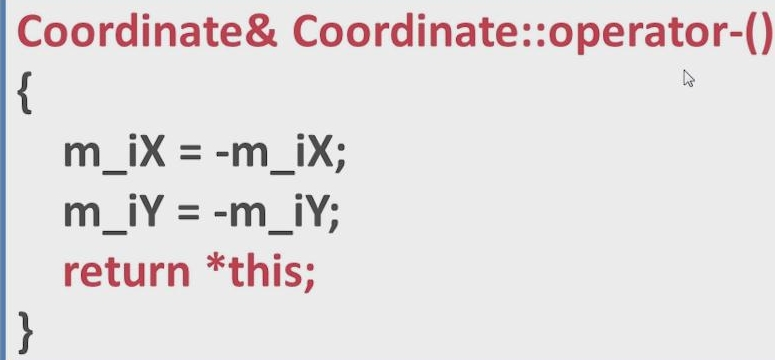 Coordinate& Coordinate::operator-()
{
m_iX = -m_iX;
m_iY = -m_iY;
return *this;
}